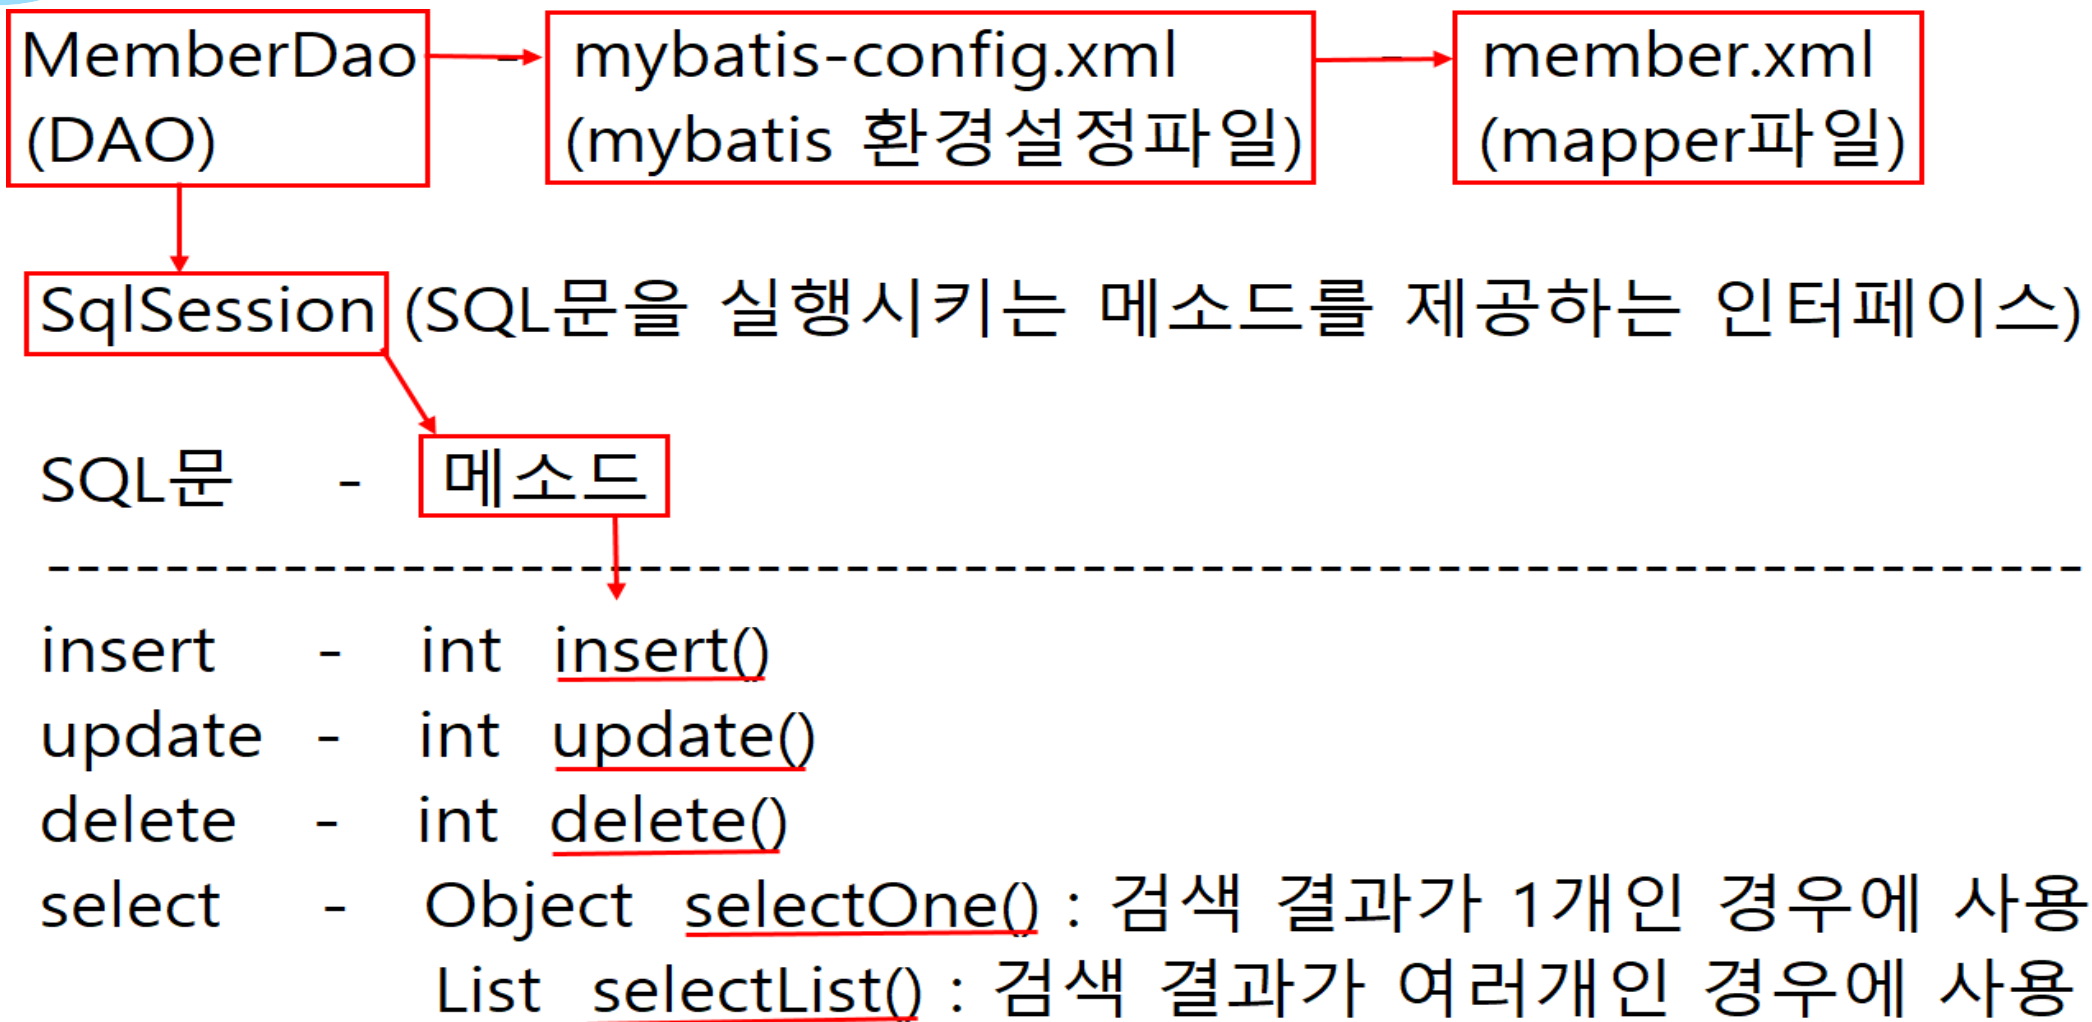 MemberDao - mybatis-config.xml - member.xml
(DAO) (mybatis 환경설정파일) (mapper파일)
SqlSession (SQL문을 실행시키는 메소드를 제공하는 인터페이스)
SQL문 - 메소드
--------------------------------------------------------------------
insert - int insert()
update - int update()
delete - int delete()
select - Object selectOne() : 검색 결과가 1개인 경우에 사용
List selectList() : 검색 결과가 여러개인 경우에 사용